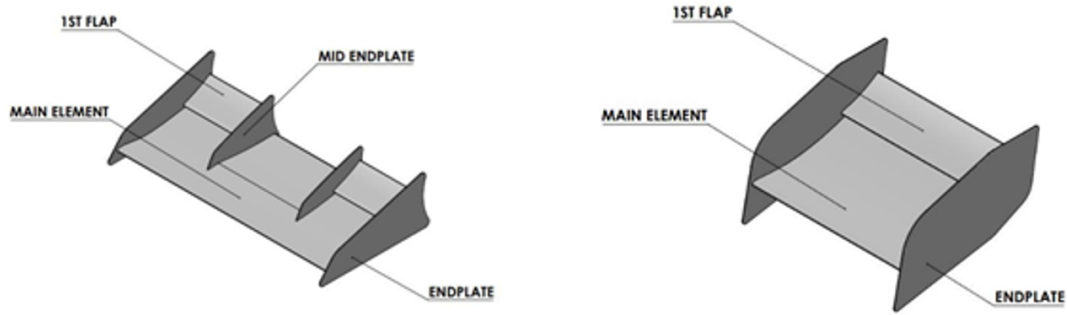 1ST FLAP
MID ENDPLATE
MAIN ELEMENT
ENDPLATE
1ST FLAP
MAIN ELEMENT
ENDPLATE